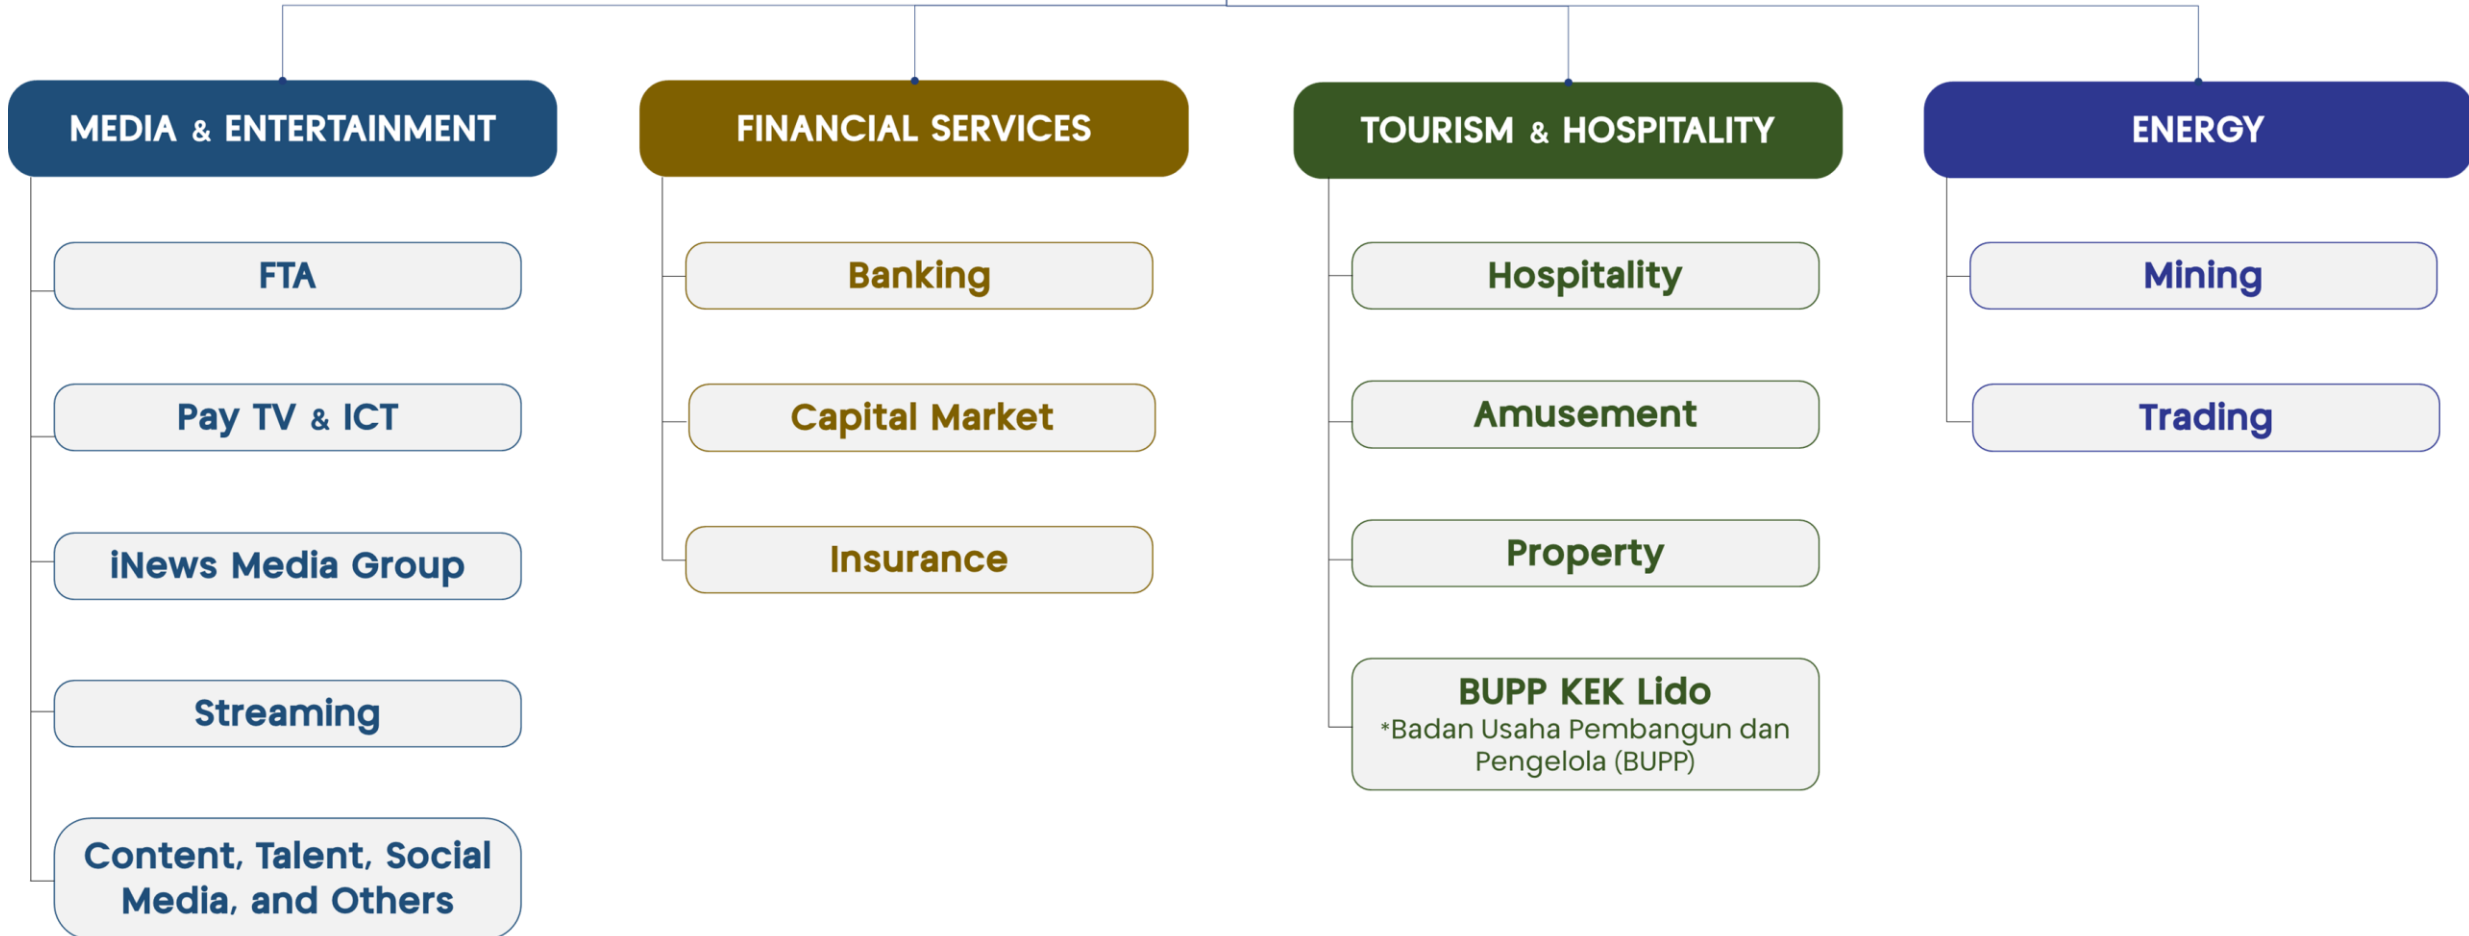 MEDIA & ENTERTAINMENT
FTA
Pay TV & ICT
iNews Media Group
Streaming
Content, Talent, Social
Media, and Others
FINANCIAL SERVICES
Banking
Capital Market
Insurance
TOURISM & HOSPITALITY
Hospitality
Amusement
Property
BUPP KEK Lido
*Badan Usaha Pembangun dan
Pengelola (BUPP)
ENERGY
Mining
Trading